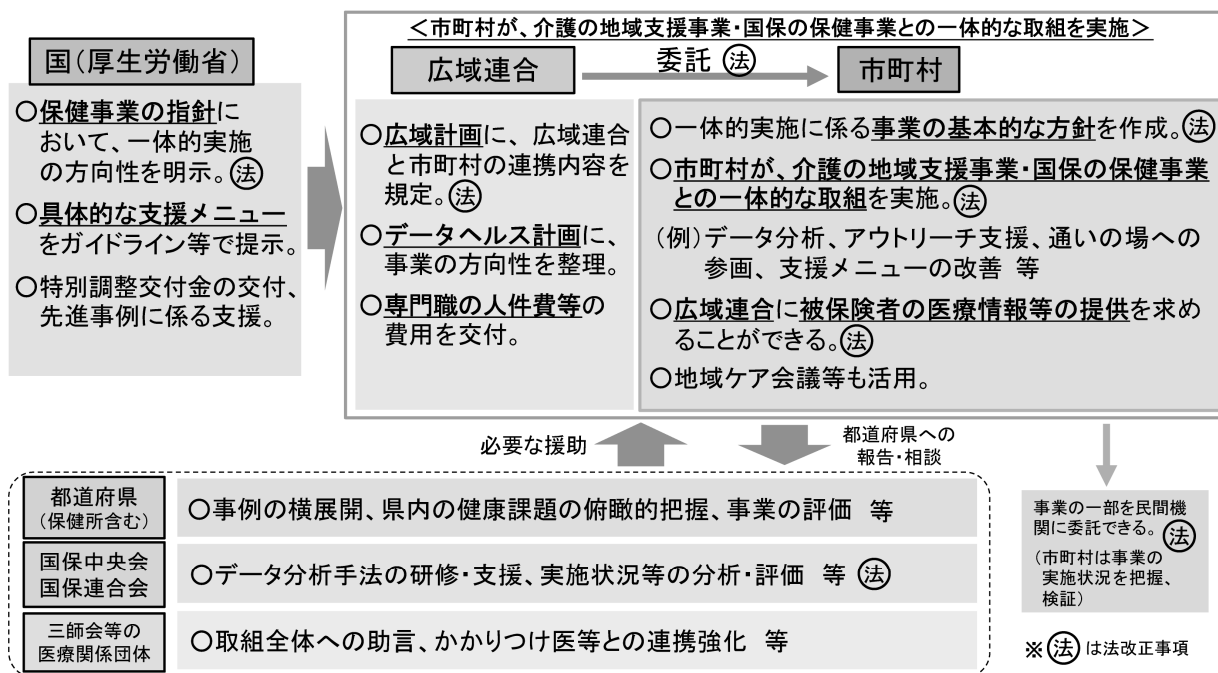 ＜市町村が、介護の地域支援事業・国保の保健事業との一体的な取組を実施＞
国（厚生労働省）
○保健事業の指針に
おいて、一体的実施
の方向性を明示。法
○具体的な支援メニュー
をガイドライン等で提示。
○特別調整交付金の交付、
先進事例に係る支援。
広域連合
委託 法
市町村
○広域計画に、広域連合
と市町村の連携内容を
規定。法
○データヘルス計画に、
事業の方向性を整理。
○専門職の人件費等の
費用を交付。
○一体的実施に係る事業の基本的な方針を作成。法
○市町村が、介護の地域支援事業・国保の保健事業
との一体的な取組を実施。法
（例）データ分析、アウトリーチ支援、通いの場への
参画、支援メニューの改善 等
○広域連合に被保険者の医療情報等の提供を求め
ることができる。法
○地域ケア会議等も活用。
必要な援助
都道府県への
報告・相談
都道府県
（保健所含む）
○事例の横展開、県内の健康課題の俯瞰的把握、事業の評価 等
国保中央会
国保連合会
○データ分析手法の研修・支援、実施状況等の分析・評価 等 法
三師会等の
医療関係団体
○取組全体への助言、かかりつけ医等との連携強化 等
事業の一部を民間機
関に委託できる。法
（市町村は事業の
実施状況を把握、
検証）
※法は法改正事項